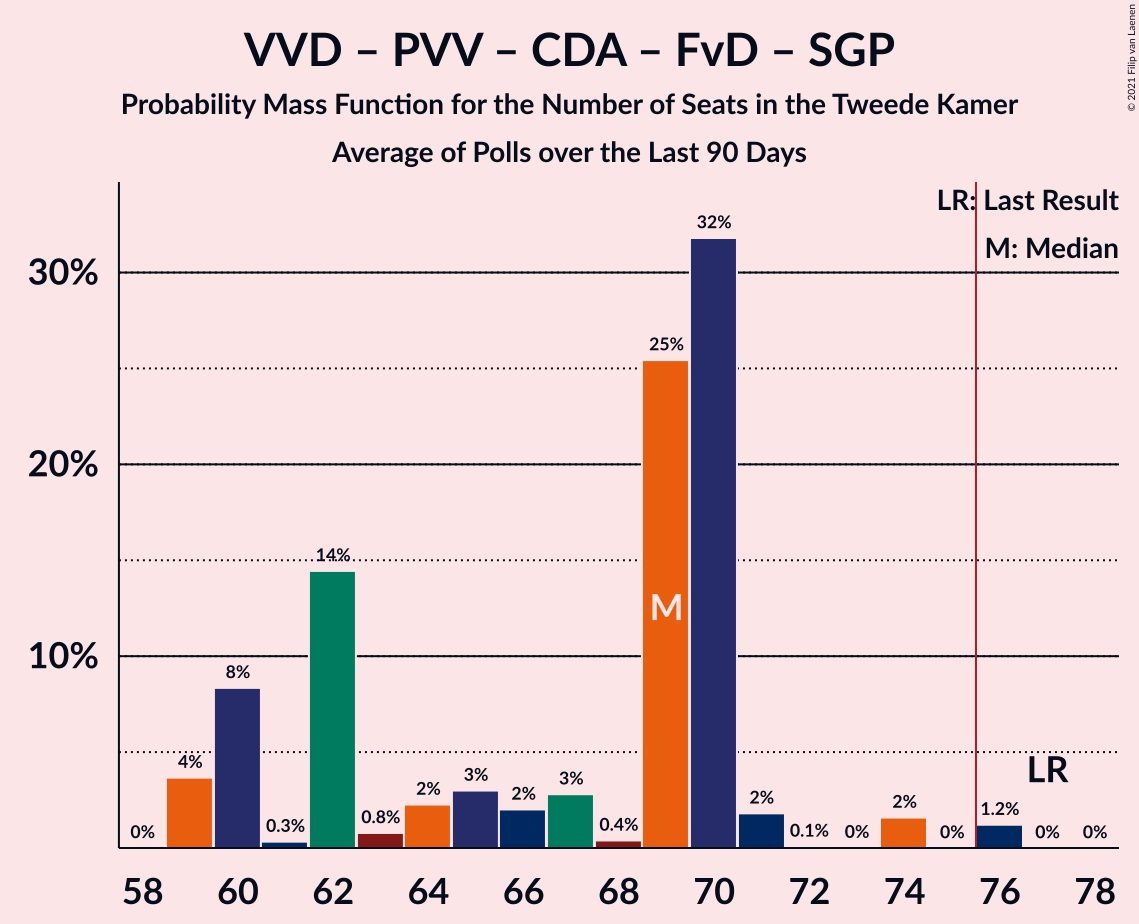 VVD – PVV – CDA – FvD – SGP
Probability Mass Function for the Number of Seats in the Tweede Kamer
Average of Polls over the Last 90 Days
© 2021 Filip van Laenen
LR: Last Result
M: Median
30%
20%
10%
0%
4%
8%
0.3%
14%
0.8%
2%
3%
2%
3%
0.4%
25%
32%
2%
0.1%
0%
2%
0%
1.2%
0%
0%
M
LR
58 60 62 64 66 68 70 72 74 76 78